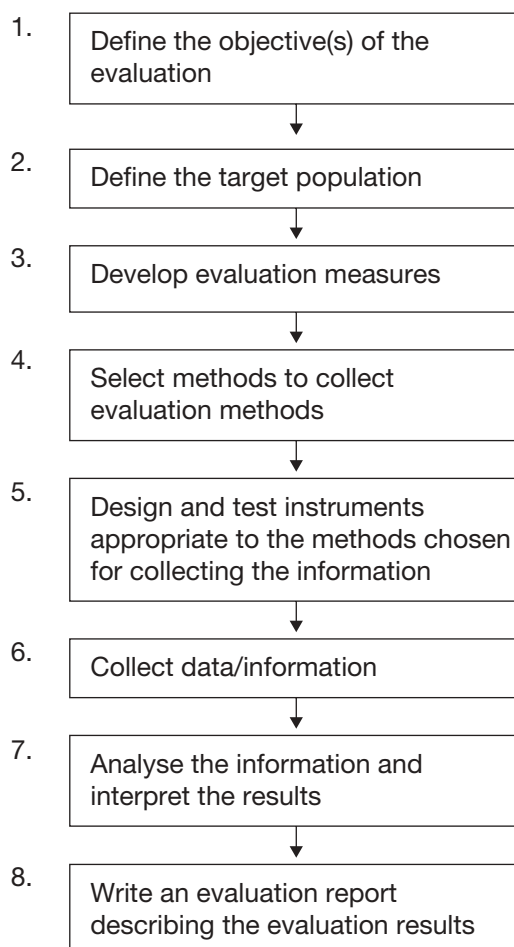 1.
Define the objective(s) of the
evaluation
2.
Define the target population
3.
Develop evaluation measures
4.
Select methods to collect
evaluation methods
5.
Design and test instruments
appropriate to the methods chosen
for collecting the information
6.
Collect data/information
7.
Analyse the information and
interpret the results
8.
Write an evaluation report
describing the evaluation results